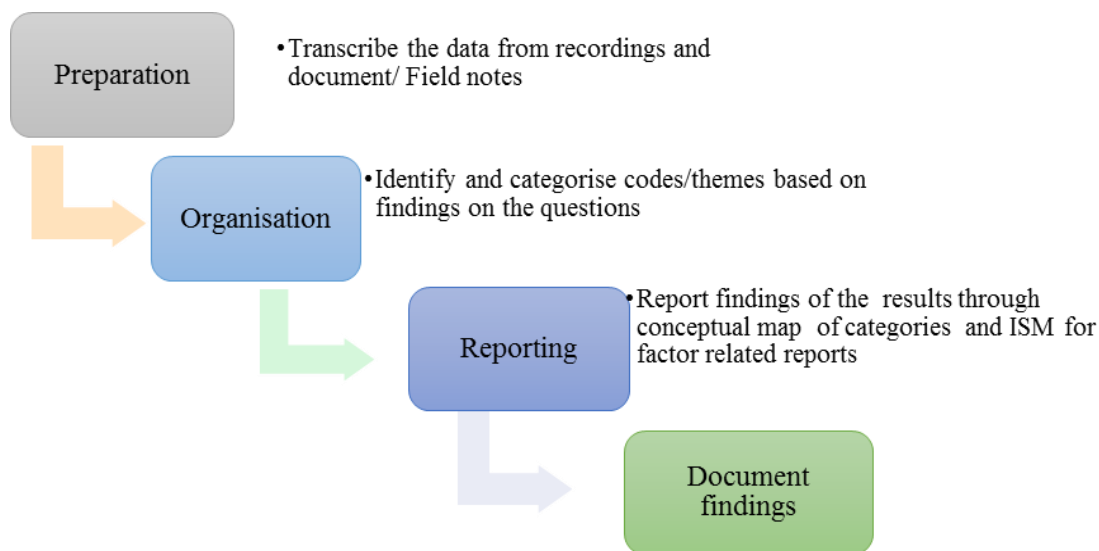 Preparation
•Transcribe the data from recordings and
document/ Field notes
Organisation
•Identify and categorise codes/themes based on
findings on the questions
Reporting
•Report findings of the results through
conceptual map of categories and ISM for
factor related reports
Document
findings